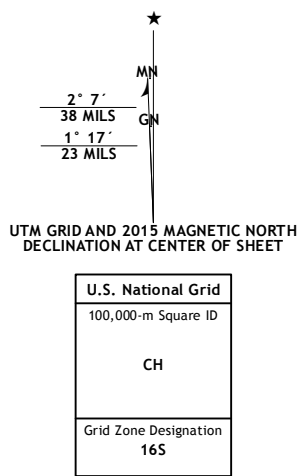 MN
2° 7´
38 MILS
GN
1° 17´
23 MILS
UTM GRID AND 2015 MAGNETIC NORTH
DECLINATION AT CENTER OF SHEET
U.S. National Grid
100,000-m Square ID
CH
Grid Zone Designation
16S